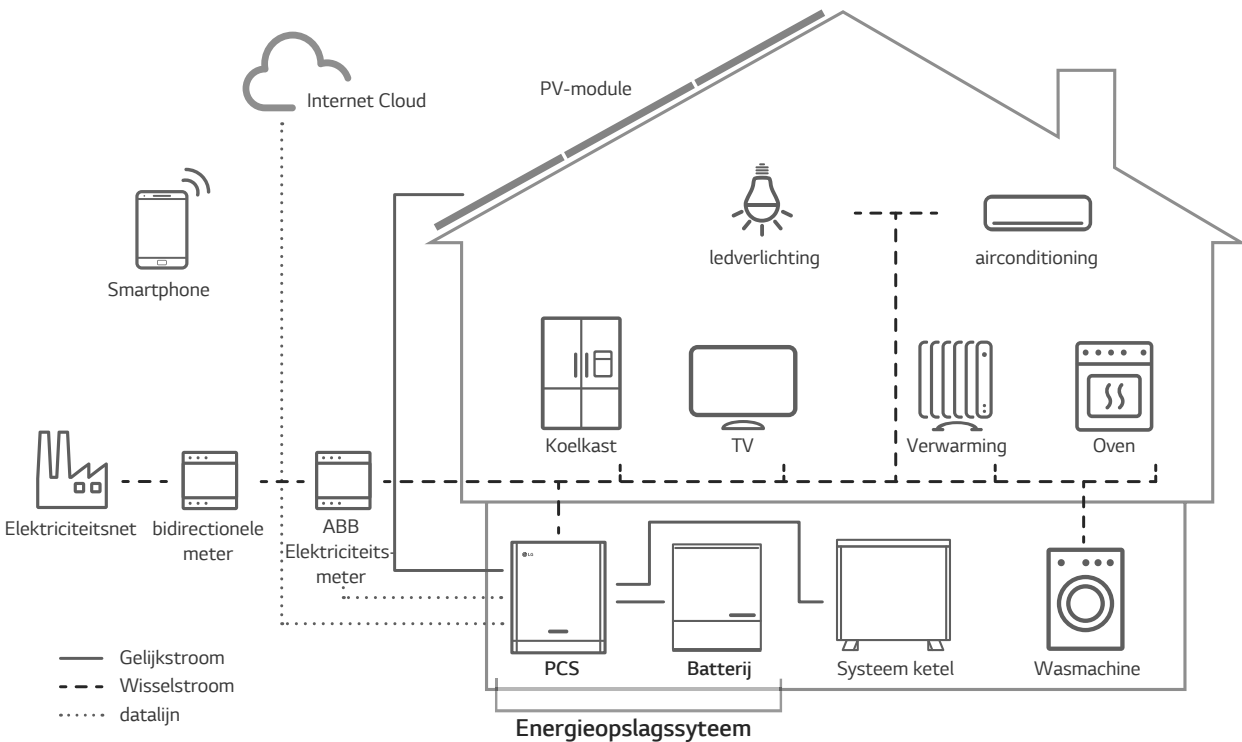 PV-module
Internet Cloud
Smartphone
ledverlichting
airconditioning
Koelkast
TV
Verwarming
Oven
Elektriciteitsnet
bidirectionele
meter
ABB
Elektriciteits-
meter
LG
PCS
Batterij
Systeem ketel
Wasmachine
Gelijkstroom
Wisselstroom
datalijn
Energieopslagssyteem